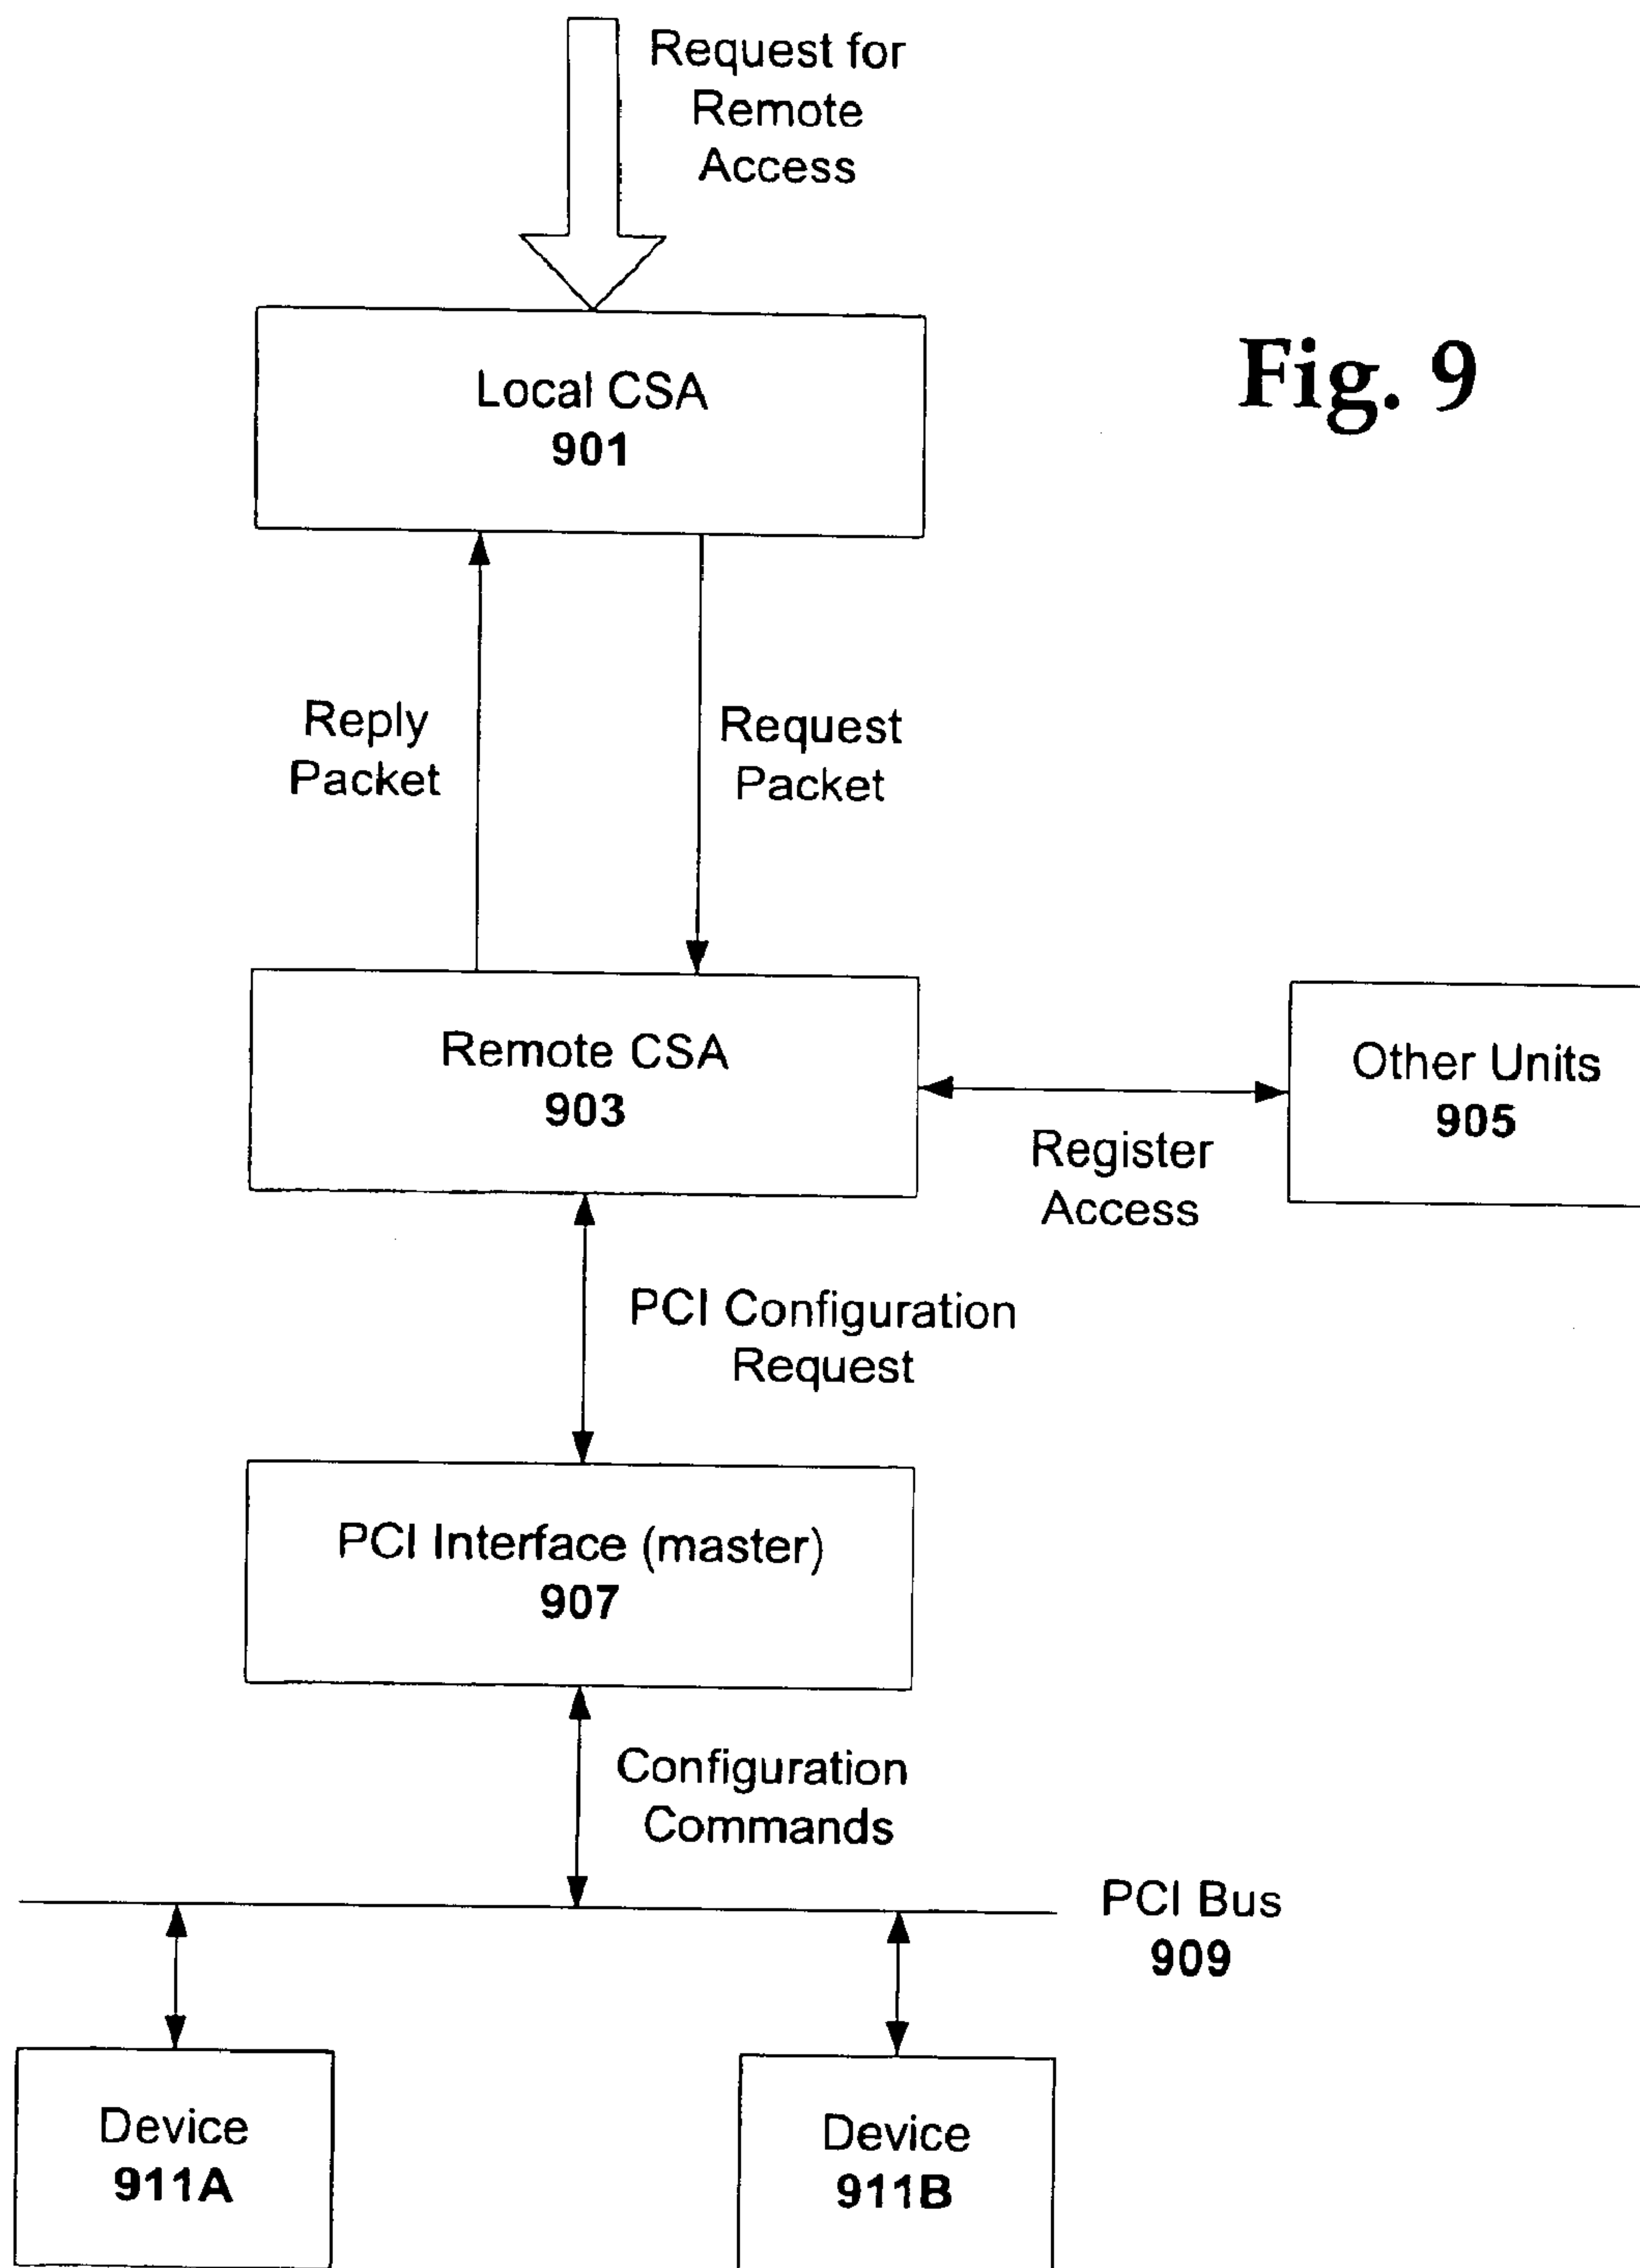 Request for
Remote
Access
Local CSA
901
Fig. 9
Reply
Packet
Request
Packet
Remote CSA
903
Other Units
905
Register
Access
PCI Configuration
Request
PCI Interface (master)
907
Configuration
Commands
PCI Bus
909
Device
911A
Device
911B